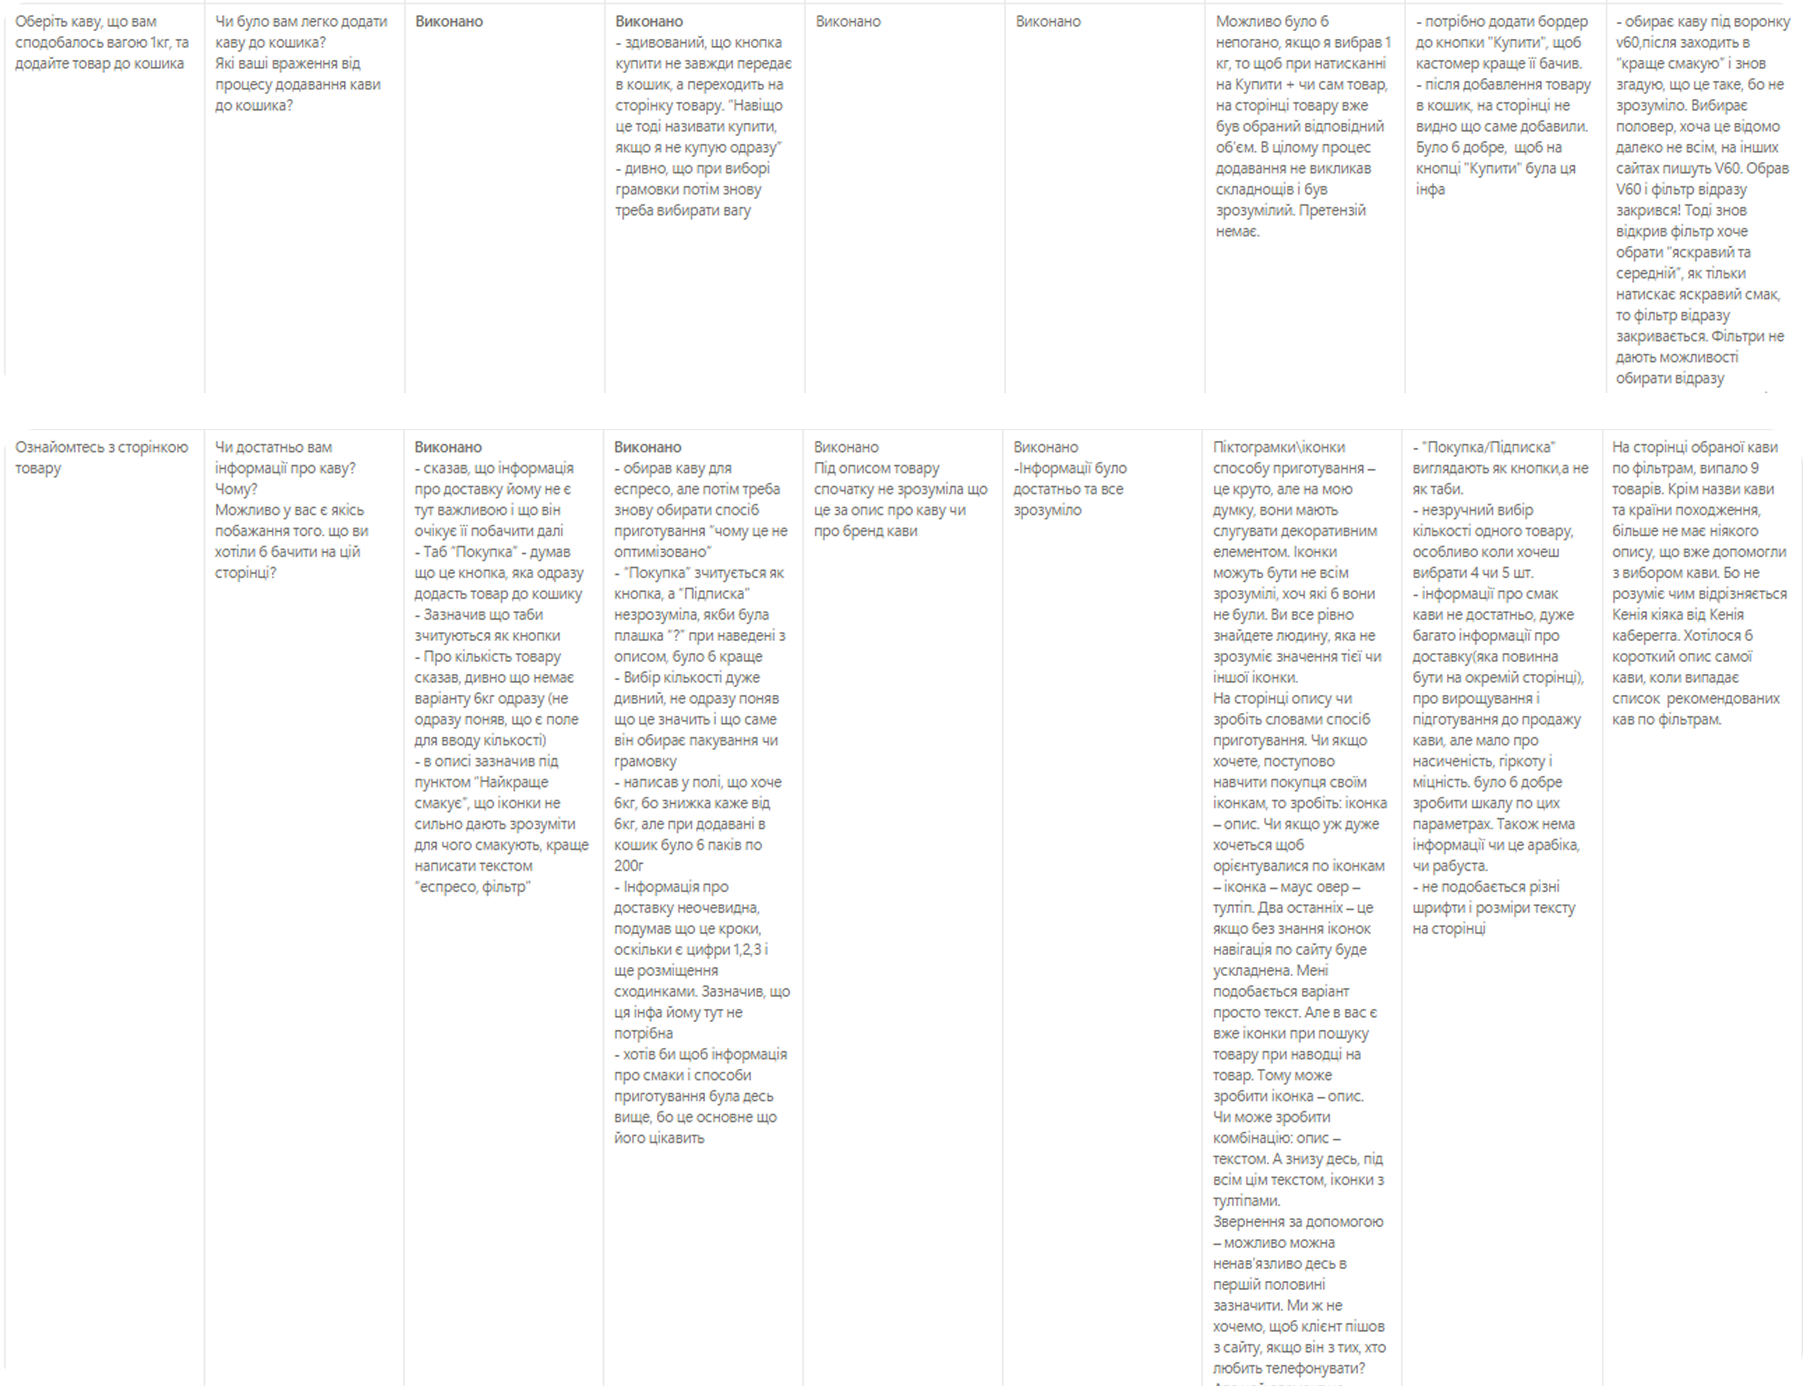 Оберіть каву, що вам
сподобалось вагою 1кг, та
додайте товар до кошика
Чи було вам легко додати
каву до кошика?
Які ваші враження від
процесу додавання кави
до кошика?
Виконано
Виконано
- здивований, що кнопка
купити не завжди передає
в кошик, а переходить на
сторінку товару. "Навіщо
це тоді називати купити,
якщо я не купую одразу"
- дивно, що при виборі
грамовки потім знову
треба вибирати вагу
Виконано
Виконано
Можливо було б
непогано, якщо я вибрав 1
кг, то щоб при натисканні
на Купити + чи сам товар,
на сторінці товару вже
був обраний відповідний
об'єм. В цілому процес
додавання не викликав
складнощів і був
зрозумілий. Претензій
немає.
- потрібно додати бордер
до кнопки "Купити", щоб
кастомер краще її бачив.
- після добавлення товару
в кошик, на сторінці не
видно що саме добавили.
Було б добре,  щоб на
кнопці "Купити" була ця
інфа
- обирає каву під воронку
v60,після заходить в
"краще смакую" і знов
згадую, що це таке, бо не
зрозуміло. Вибирає
половер, хоча це відомо
далеко не всім, на інших
сайтах пишуть V60. Обрав
V60 і фільтр відразу
закрився! Тоді знов
відкрив фільтр хоче
обрати "яскравий та
середній", як тільки
натискає яскравий смак,
то фільтр відразу
закривається. Фільтри не
дають можливості
обирати відразу
Ознайомтесь з сторінкою
товару
Чи достатньо вам
інформації про каву?
Чому?
Можливо у вас є якісь
побажання того. що ви
хотіли б бачити на цій
сторінці?
Виконано
- сказав, що інформація
про доставку йому не є
тут важливою і що він
очікує її побачити далі
- Таб "Покупка" - думав
що це кнопка, яка одразу
додасть товар до кошику
- Зазначив що таби
зчитуються як кнопки
- Про кількість товару
сказав, дивно що немає
варіанту 6кг одразу (не
одразу поняв, що є поле
для вводу кількості)
- в описі зазначив під
пунктом "Найкраще
смакує", що іконки не
сильно дають зрозуміти
для чого смакують, краще
написати текстом
"еспресо, фільтр"
Виконано
- обирав каву для
еспресо, але потім треба
знову обирати спосіб
приготування "чому це не
оптимізовано"
- "Покупка" зчитується як
кнопка, а "Підписка"
незрозуміла, якби була
плашка "?" при наведені з
описом, було б краще
- Вибір кількості дуже
дивний, не одразу поняв
що це значить і що саме
він обирає пакування чи
грамовку
- написав у полі, що хоче
6кг, бо знижка каже від
6кг, але при додавані в
кошик було 6 паків по
200г
- Інформація про
доставку неочевидна,
подумав що це кроки,
оскільки є цифри 1,2,3 і
ще розміщення
сходинками. Зазначив, що
ця інфа йому тут не
потрібна
- хотів би щоб інформація
про смаки і способи
приготування була десь
вище, бо це основне що
його цікавить
Виконано
Під описом товару
спочатку не зрозуміла що
це за опис про каву чи
про бренд кави
Виконано
-Інформації було
достатньо та все
зрозуміло
Піктограмки\іконки
способу приготування –
це круто, але на мою
думку, вони мають
слугувати декоративним
елементом. Іконки
можуть бути не всім
зрозумілі, хоч які б вони
не були. Ви все рівно
знайдете людину, яка не
зрозуміє значення тієї чи
іншої іконки.
На сторінці опису чи
зробіть словами спосіб
приготування. Чи якщо
хочете, поступово
навчити покупця своїм
іконкам, то зробіть: іконка
– опис. Чи якщо уж дуже
хочеться щоб
орієнтувалися по іконкам
– іконка – маус овер –
тултіп. Два останніх – це
якщо без знання іконок
навігація по сайту буде
ускладнена. Мені
подобається варіант
просто текст. Але в вас є
вже іконки при пошуку
товару при наводці на
товар. Тому може
зробити іконка – опис.
Чи може зробити
комбінацію: опис –
текстом. А знизу десь, під
всім цім текстом, іконки з
тултіпами.
Звернення за допомогою
– можливо можна
ненав'язливо десь в
першій половині
зазначити. Ми ж не
хочемо, щоб клієнт пішов
з сайту, якщо він з тих, хто
любить телефонувати?
- "Покупка/Підписка"
виглядають як кнопки,а не
як таби.
- незручний вибір
кількості одного товару,
особливо коли хочеш
вибрати 4 чи 5 шт.
- інформації про смак
кави не достатньо, дуже
багато інформації про
доставку(яка повинна
бути на окремій сторінці),
про вирощування і
підготування до продажу
кави, але мало про
насиченість, гіркоту і
міцність. було б добре
зробити шкалу по цих
параметрах. Також нема
інформації чи це арабіка,
чи рабуста.
- не подобається різні
шрифти і розміри тексту
на сторінці
На сторінці обраної кави
по фільтрам, випало 9
товарів. Крім назви кави
та країни походження,
більше не має ніякого
опису, що вже допомогли
з вибором кави. Бо не
розуміє чим відрізняється
Кенія кіяка від Кенія
каберегга. Хотілося б
короткий опис самої
кави, коли випадає
список  рекомендованих
кав по фільтрам.